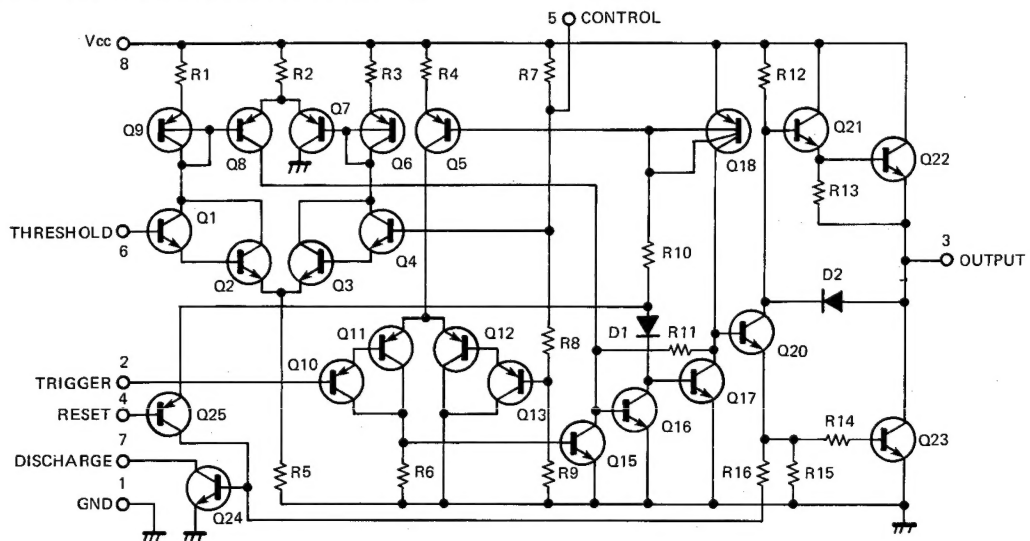 5 CONTROL
Vcc
8
R1
R2
R3
R4
R7
R12
Q9
Q8
Q7
Q6
Q5
Q18
Q21
Q22
R13
THRESHOLD
6
Q1
Q2
Q3
Q4
R10
3
OUTPUT
D2
D1
R11
Q20
Q11
Q12
R8
Q10
Q13
2
TRIGGER
4
RESET
Q25
Q17
Q16
Q15
R14
Q23
7
DISCHARGE
R5
R6
R9
R16
R15
1
GND
Q24